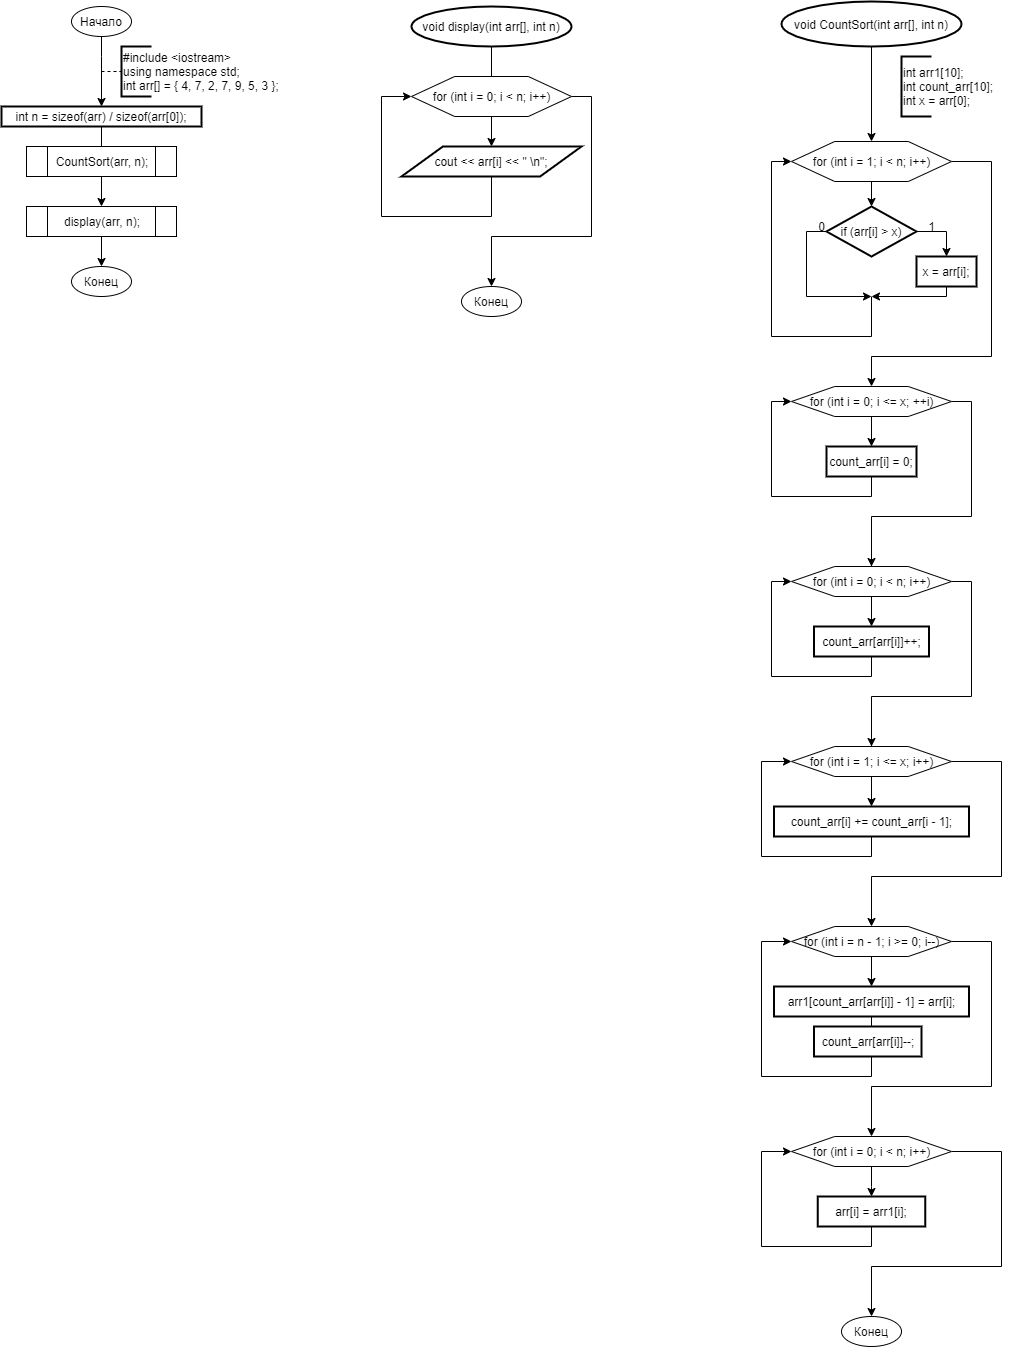 Начало
#include <iostream>
using namespace std;
int arr[] = { 4, 7, 2, 7, 9, 5, 3 };
int n = sizeof(arr) / sizeof(arr[0]);
CountSort(arr, n);
display(arr, n);
Конец
void display(int arr[], int n)
for (int i = 0; i < n; i++)
cout << arr[i] << " \n";
Конец
void CountSort(int arr[], int n)
int arr1[10];
int count_arr[10];
int x = arr[0];
for (int i = 1; i < n; i++)
0
if (arr[i] > x)
1
x = arr[i];
for (int i = 0; i <= x; ++i)
count_arr[i] = 0;
for (int i = 0; i < n; i++)
count_arr[arr[i]]++;
for (int i = 1; i <= x; i++)
count_arr[i] += count_arr[i - 1];
for (int i = n - 1; i >= 0; i--)
arr1[count_arr[arr[i]] - 1] = arr[i];
count_arr[arr[i]]--;
for (int i = 0; i < n; i++)
arr[i] = arr1[i];
Конец